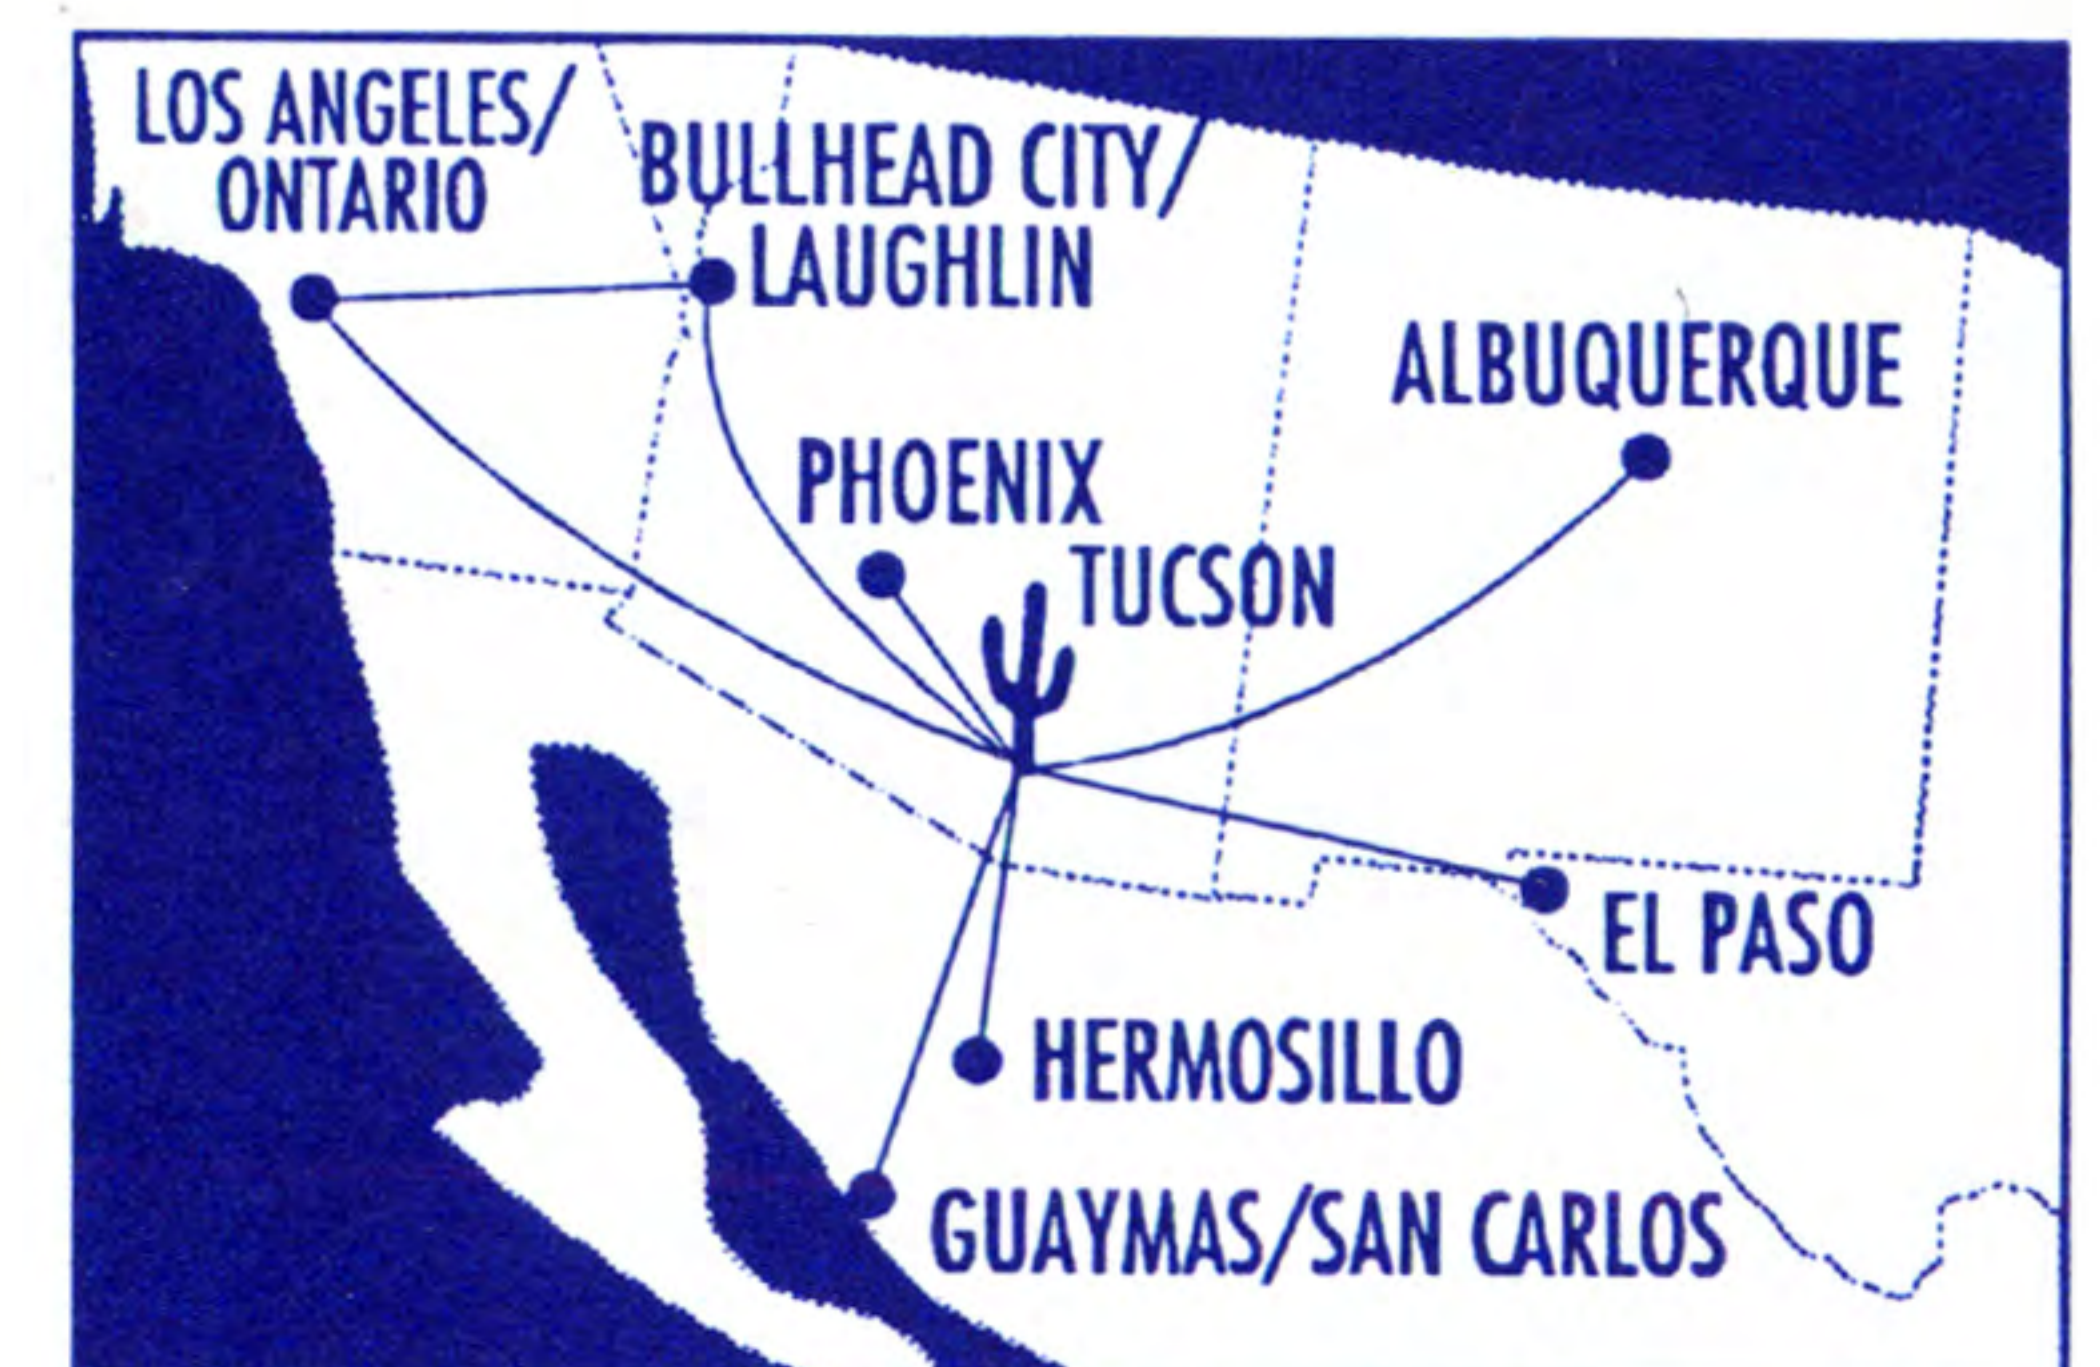 LOS ANGELES/
ONTARIO
BULLHEAD CITY/
LAUGHLIN
ALBUQUERQUE
PHOENIX
TUCSON
EL PASO
HERMOSILLO
GUAYMAS/SAN CARLOS